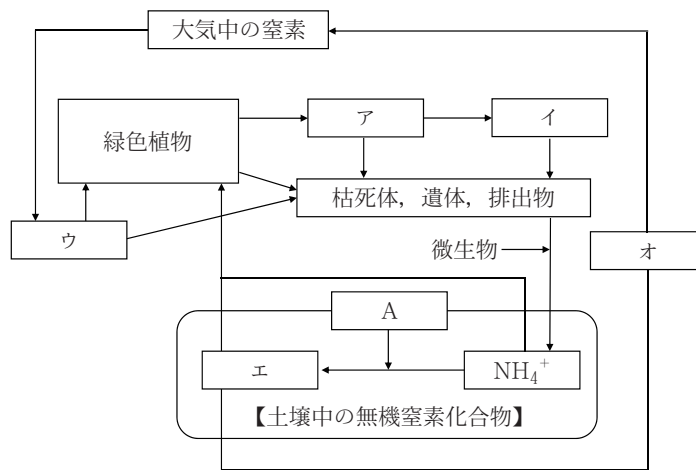 大気中の窒素
緑色植物
ア
イ
枯死体，遺体，排出物
ウ
微生物
オ
A
エ
NH₄⁺
【土壌中の無機窒素化合物】